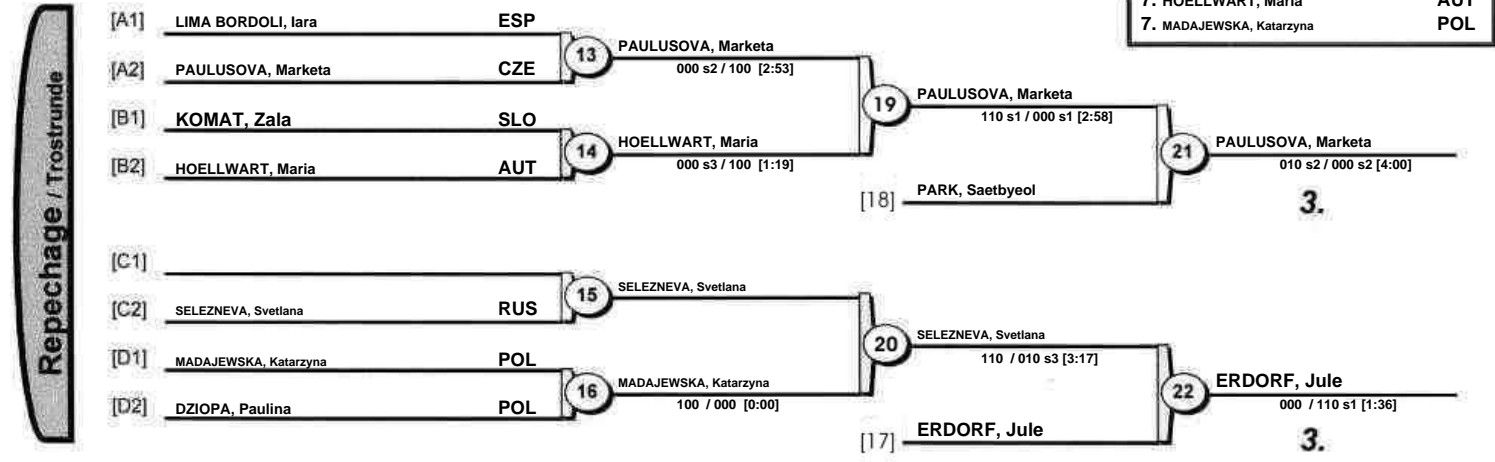 7. HOELLWART, Maria AUT
7. MADAJEWSKA, Katarzyna POL
Repechage / Trostrunde
[A1] LIMA BORDOLI, Iara ESP
13 PAULUSOVA, Marketa
000 s2 / 100 [2:53]
[A2] PAULUSOVA, Marketa CZE
19 PAULUSOVA, Marketa
110 s1 / 000 s1 [2:58]
[B1] KOMAT, Zala SLO
14 HOELLWART, Maria
000 s3 / 100 [1:19]
[B2] HOELLWART, Maria AUT
21 PAULUSOVA, Marketa
010 s2 / 000 s2 [4:00]
[18] PARK, Saetbyeol
3.
[C1]
15 SELEZNEVA, Svetlana
[C2] SELEZNEVA, Svetlana RUS
20 SELEZNEVA, Svetlana
110 / 010 s3 [3:17]
[D1] MADAJEWSKA, Katarzyna POL
16 MADAJEWSKA, Katarzyna
100 / 000 [0:00]
[D2] DZIOPA, Paulina POL
22 ERDORF, Jule
000 / 110 s1 [1:36]
[17] ERDORF, Jule
3.